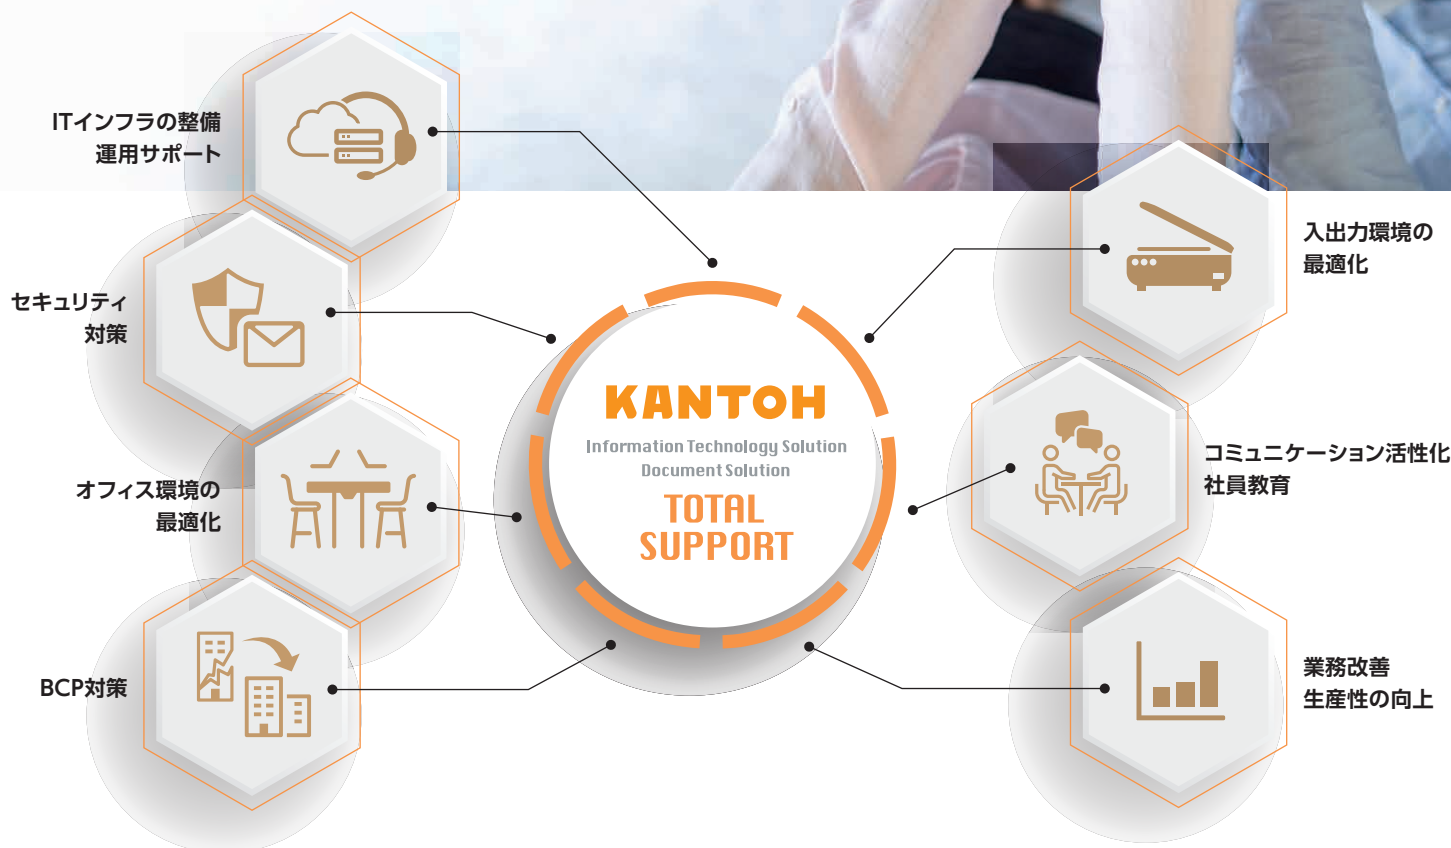 ITインフラの整備
運用サポート
セキュリティ
対策
オフィス環境の
最適化
BCP対策
KANTOH
Information Technology Solution
Document Solution
TOTAL
SUPPORT
入出力環境の
最適化
コミュニケーション活性化
社員教育
業務改善
生産性の向上